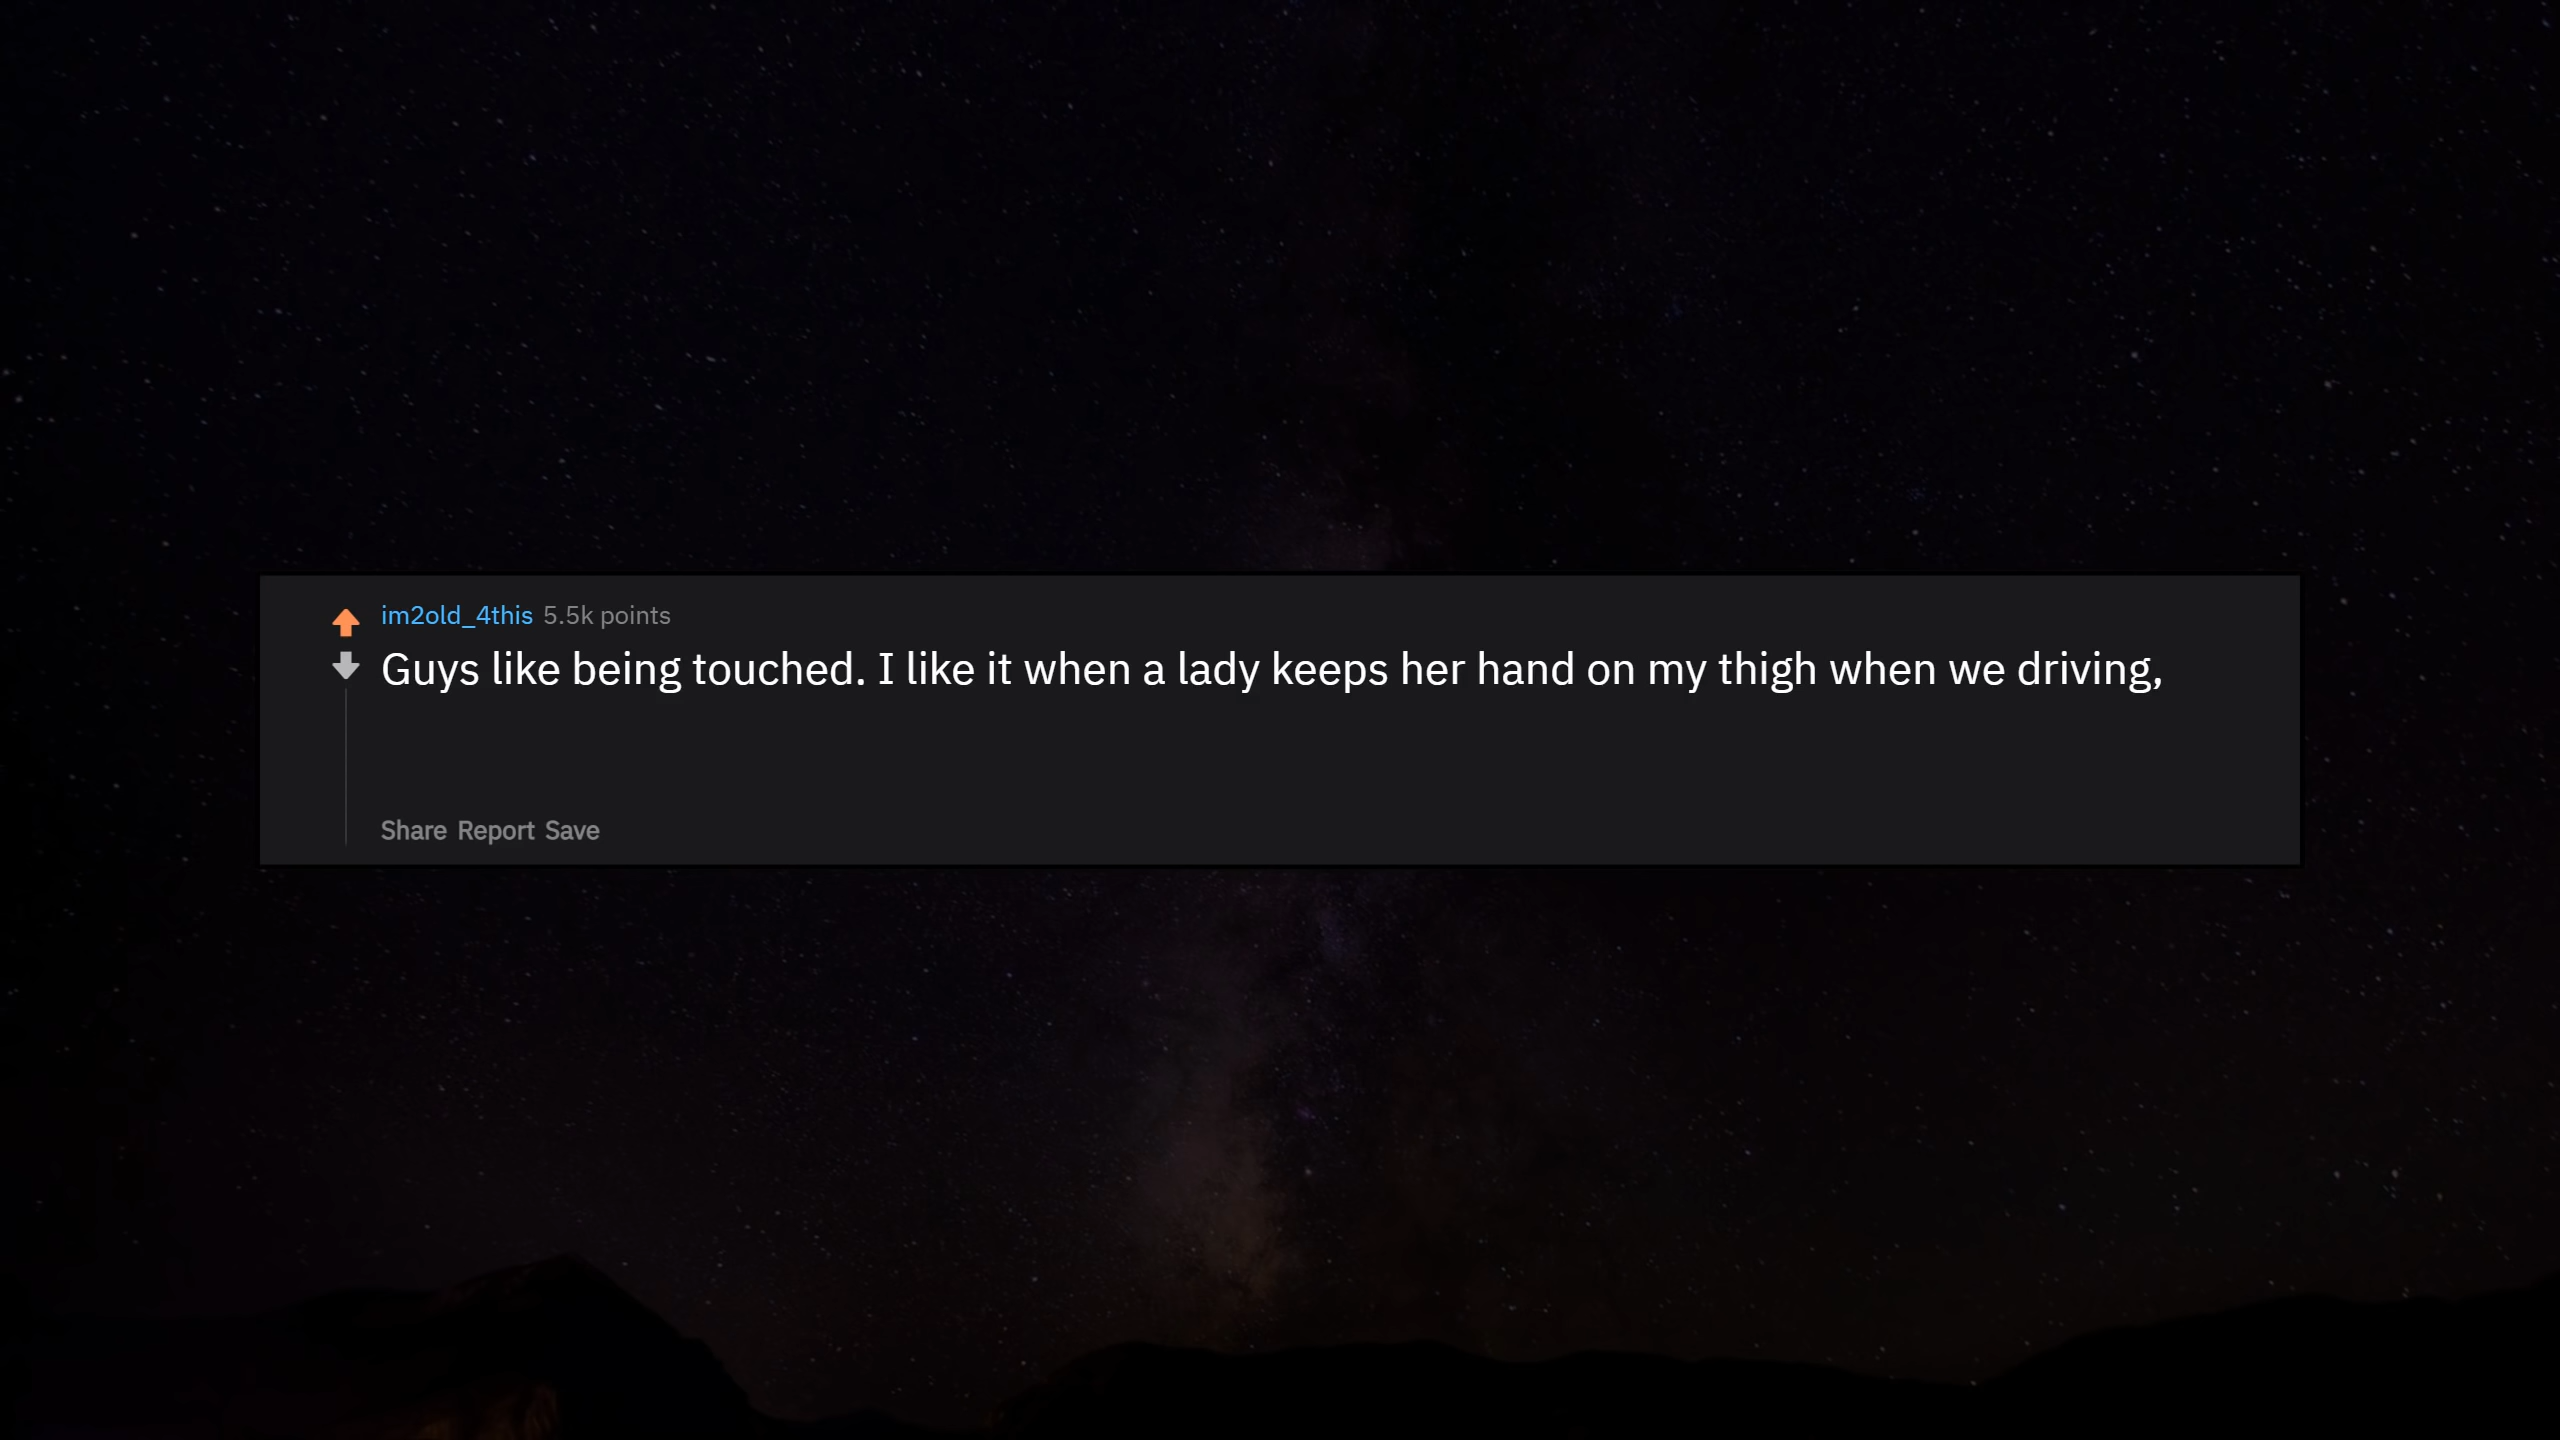 im2old_4this 5.5k points
Guys like being touched. I like it when a lady keeps her hand on my thigh when we driving,
Share Report Save